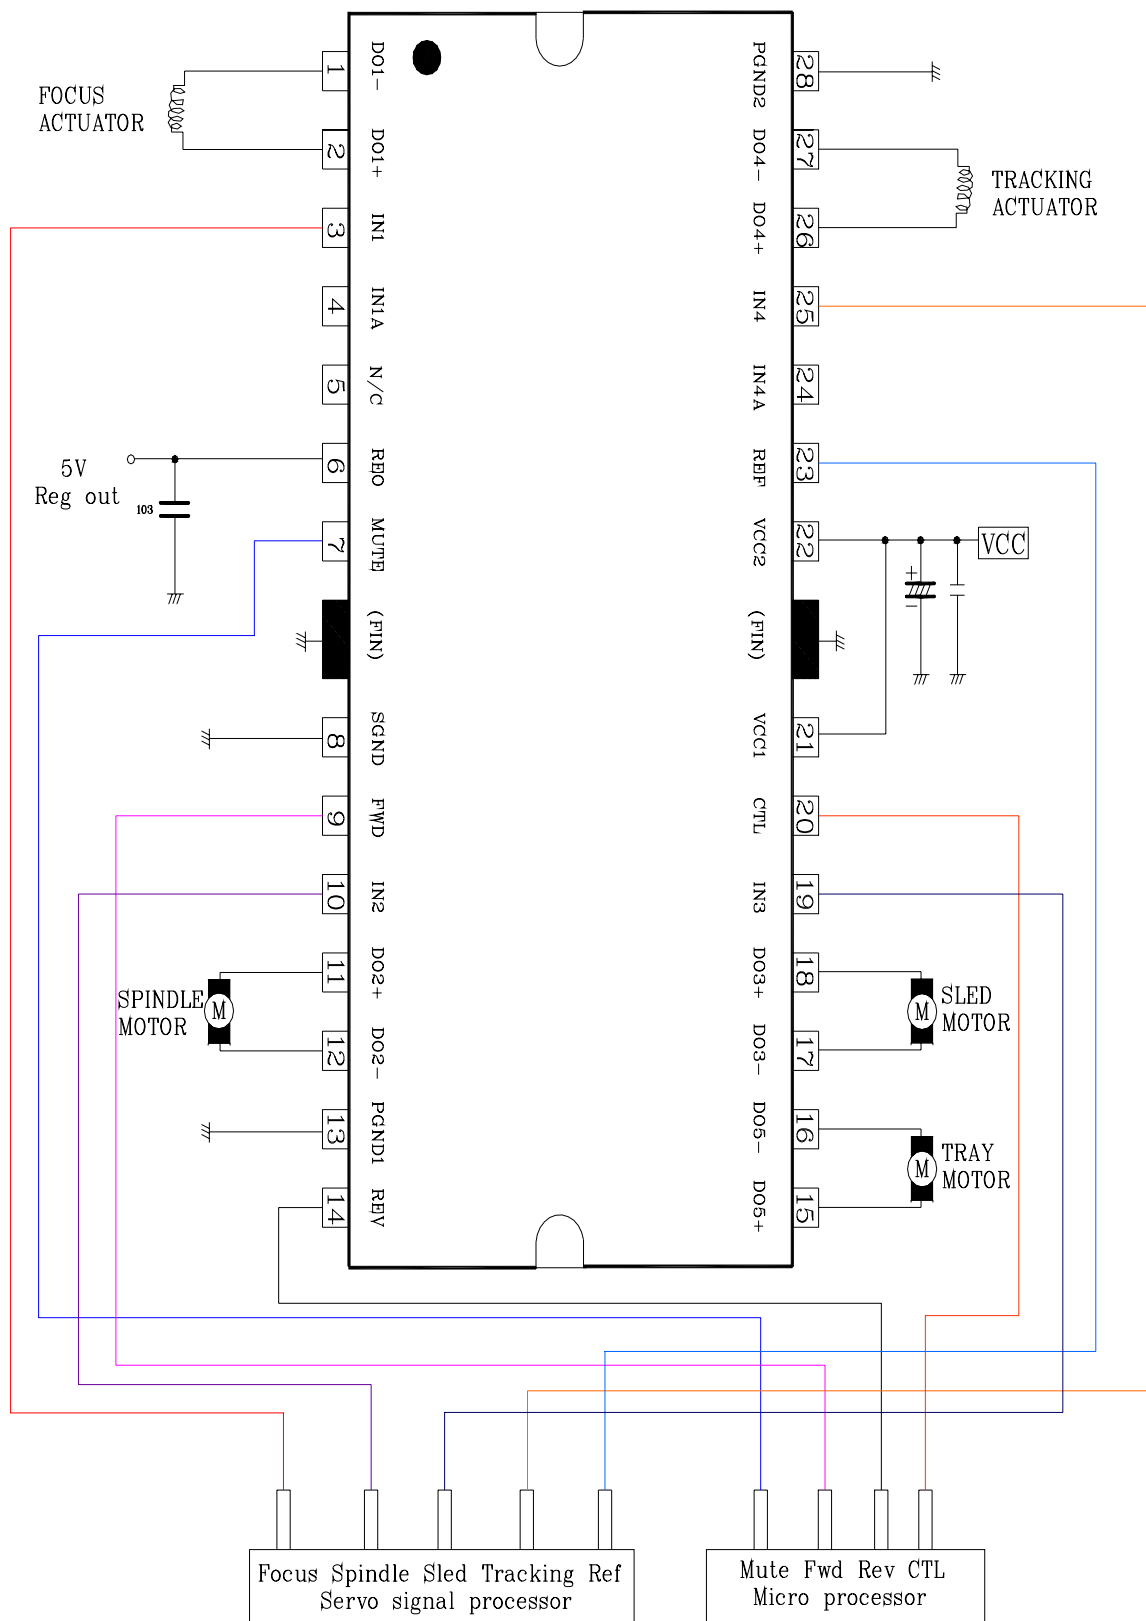 FOCUS
ACTUATOR
1 DO1-
2 DO1+
3 IN1
4 IN1A
5 N/C
5V
Reg out
103
6 REO
7 MUTE
(FIN)
8 SGND
9 FWD
10 IN2
11 DO2+
SPINDLE
MOTOR
M
12 DO2-
13 PGND1
14 REV
PGND2 28
DO4- 27
TRACKING
ACTUATOR
DO4+ 26
IN4 25
IN4A 24
REF 23
VCC2 22
VCC
+
-
(FIN)
VCC1 21
CTL 20
IN3 19
DO3+ 18
SLED
MOTOR
M
DO3- 17
DO5- 16
TRAY
MOTOR
M
DO5+ 15
Focus Spindle Sled Tracking Ref
Servo signal processor
Mute Fwd Rev CTL
Micro processor